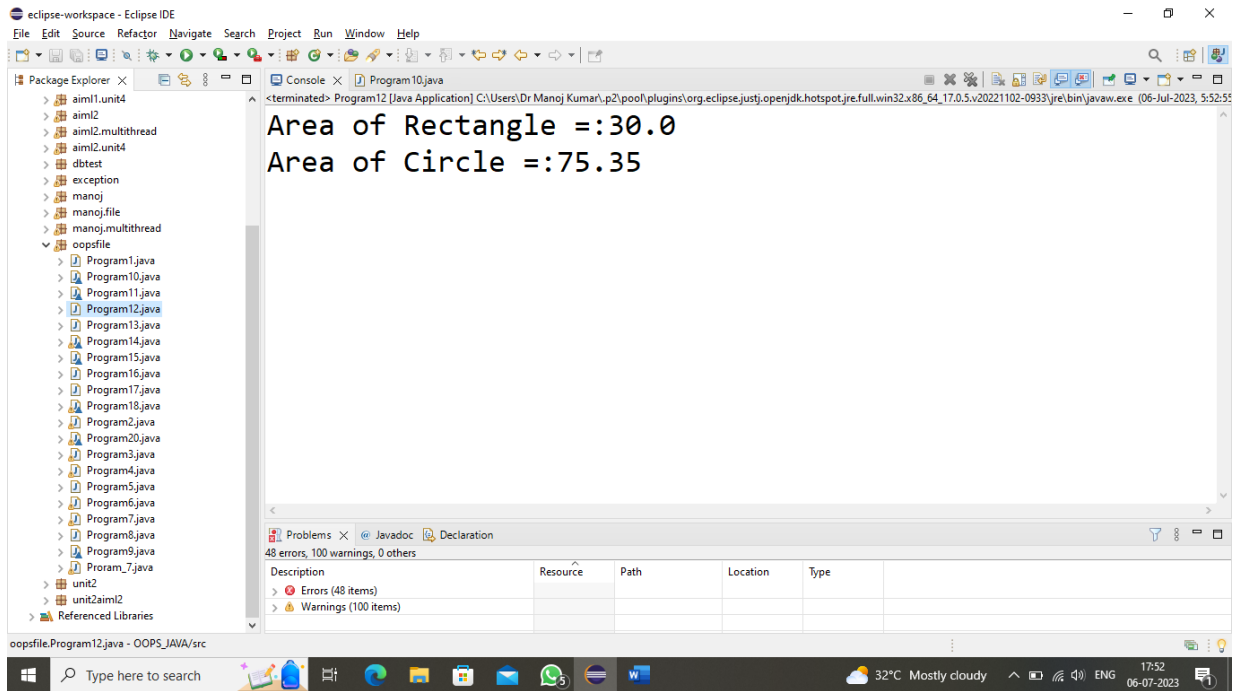 eclipse-workspace - Eclipse IDE
File Edit Source Refactor Navigate Search Project Run Window Help
Package Explorer
aiml1.unit4
aiml2
aiml2.multithread
aiml2.unit4
dbtest
exception
manoj
manoj.file
manoj.multithread
oopsfile
Program1.java
Program10.java
Program11.java
Program12.java
Program13.java
Program14.java
Program15.java
Program16.java
Program17.java
Program18.java
Program2.java
Program20.java
Program3.java
Program4.java
Program5.java
Program6.java
Program7.java
Program8.java
Program9.java
Proram_7.java
unit2
unit2aiml2
Referenced Libraries
Console Program10.java
<terminated> Program12 [Java Application] C:\Users\Dr Manoj Kumar\.p2\pool\plugins\org.eclipse.justj.openjdk.hotspot.jre.full.win32.x86_64_17.0.5.v20221102-0933\jre\bin\javaw.exe (06-Jul-2023, 5:52:55
Area of Rectangle =:30.0
Area of Circle =:75.35
Problems @ Javadoc Declaration
48 errors, 100 warnings, 0 others
Description Resource Path Location Type
Errors (48 items)
Warnings (100 items)
oopsfile.Program12.java - OOPS_JAVA/src
Type here to search
5
W
32°C Mostly cloudy
ENG
17:52
06-07-2023
1